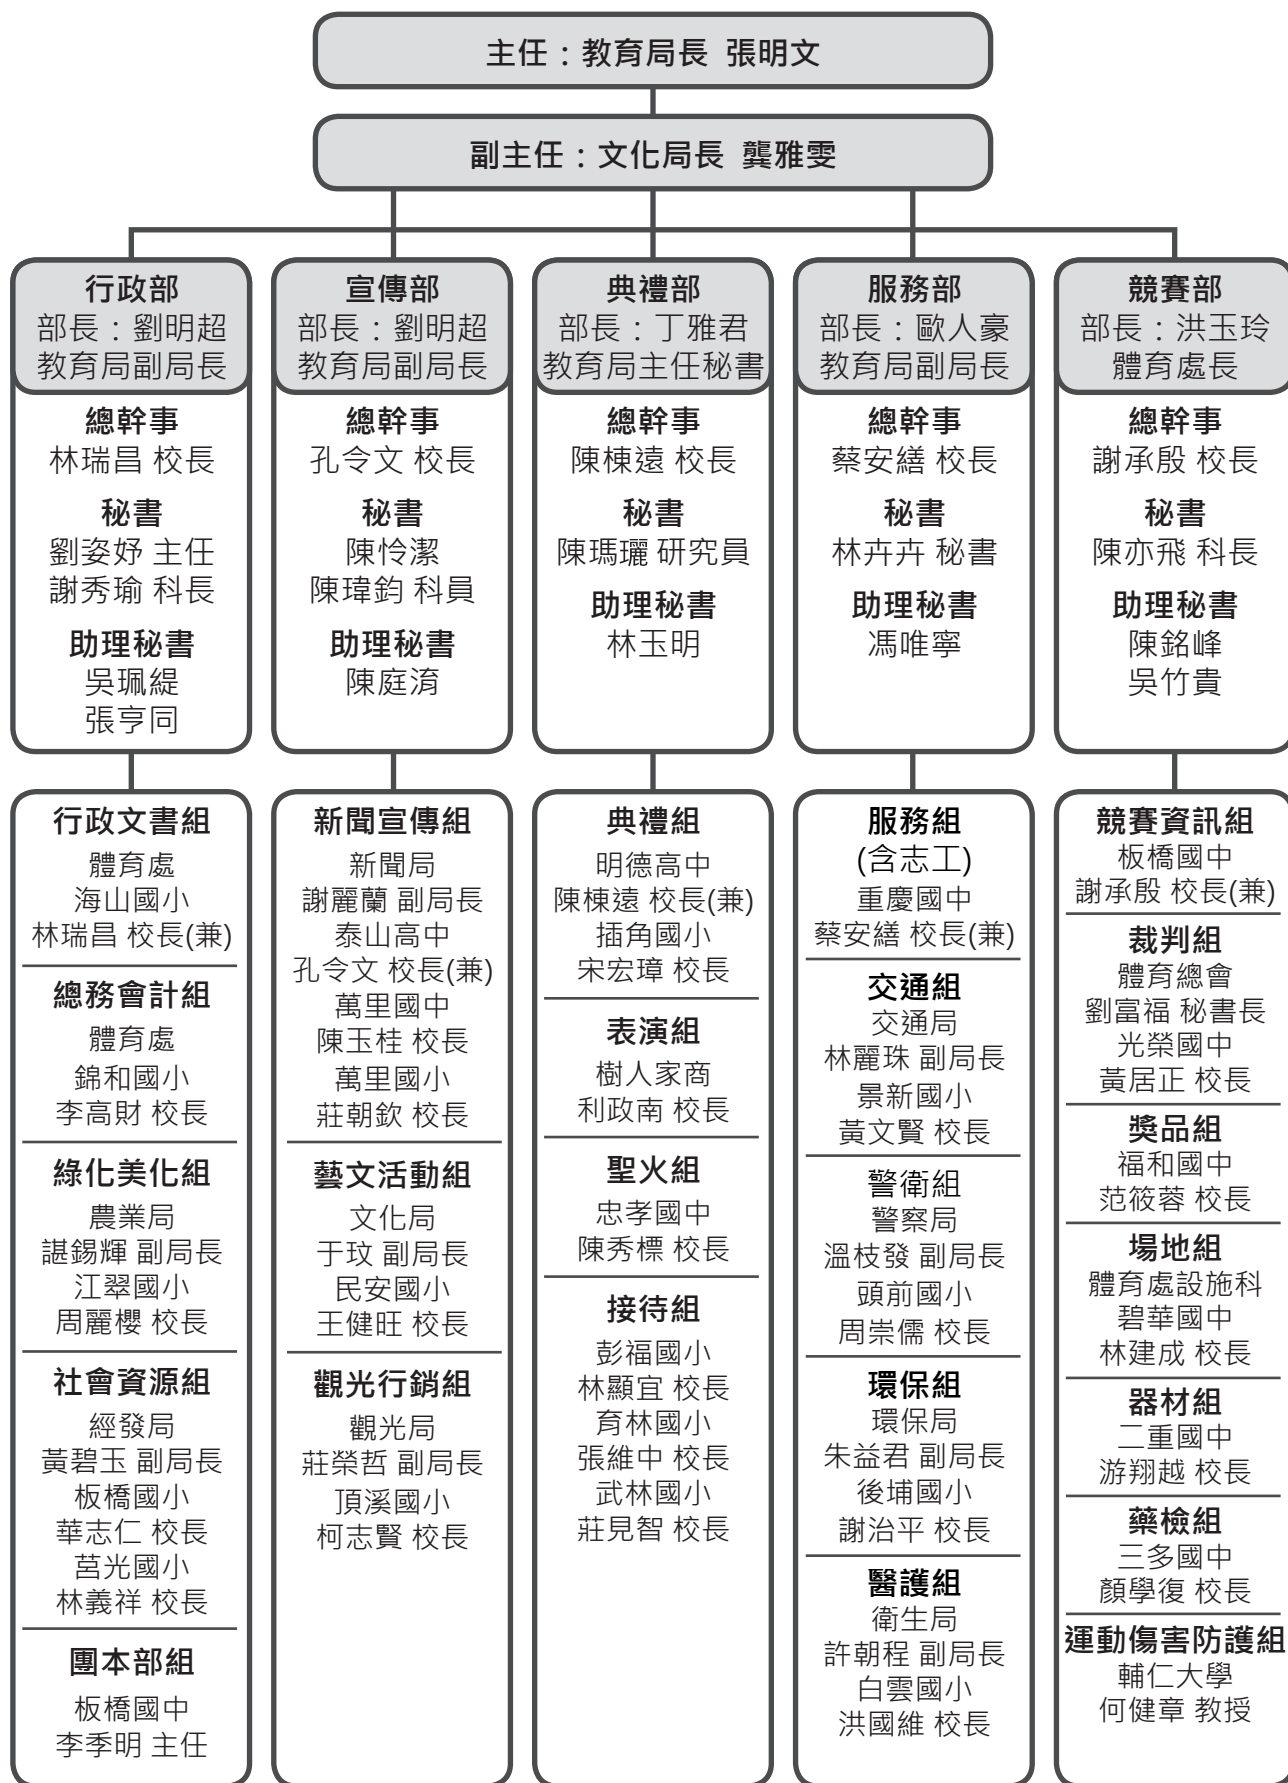 主任：教育局長 張明文
副主任：文化局長 龔雅雯
行政部
部長：劉明超
教育局副局長
總幹事
林瑞昌 校長
秘書
劉姿妤 主任
謝秀瑜 科長
助理秘書
吳珮緹
張亨同
宣傳部
部長：劉明超
教育局副局長
總幹事
孔令文 校長
秘書
陳怜潔
陳瑋鈞 科員
助理秘書
陳庭淯
典禮部
部長：丁雅君
教育局主任秘書
總幹事
陳棟遠 校長
秘書
陳瑪瓏 研究員
助理秘書
林玉明
服務部
部長：歐人豪
教育局副局長
總幹事
蔡安繕 校長
秘書
林卉卉 秘書
助理秘書
馮唯寧
競賽部
部長：洪玉玲
體育處長
總幹事
謝承殷 校長
秘書
陳亦飛 科長
助理秘書
陳銘峰
吳竹貴
行政文書組
體育處
海山國小
林瑞昌 校長(兼)
總務會計組
體育處
錦和國小
李高財 校長
綠化美化組
農業局
諶錫輝 副局長
江翠國小
周麗櫻 校長
社會資源組
經發局
黃碧玉 副局長
板橋國小
華志仁 校長
莒光國小
林義祥 校長
團本部組
板橋國中
李季明 主任
新聞宣傳組
新聞局
謝麗蘭 副局長
泰山高中
孔令文 校長(兼)
萬里國中
陳玉桂 校長
萬里國小
莊朝欽 校長
藝文活動組
文化局
于玟 副局長
民安國小
王健旺 校長
觀光行銷組
觀光局
莊榮哲 副局長
頂溪國小
柯志賢 校長
典禮組
明德高中
陳棟遠 校長(兼)
插角國小
宋宏璋 校長
表演組
樹人家商
利政南 校長
聖火組
忠孝國中
陳秀標 校長
接待組
彭福國小
林顯宜 校長
育林國小
張維中 校長
武林國小
莊見智 校長
服務組
(含志工)
重慶國中
蔡安繕 校長(兼)
交通組
交通局
林麗珠 副局長
景新國小
黃文賢 校長
警衛組
警察局
溫枝發 副局長
頭前國小
周崇儒 校長
環保組
環保局
朱益君 副局長
後埔國小
謝治平 校長
醫護組
衛生局
許朝程 副局長
白雲國小
洪國維 校長
競賽資訊組
板橋國中
謝承殷 校長(兼)
裁判組
體育總會
劉富福 秘書長
光榮國中
黃居正 校長
獎品組
福和國中
范筱蓉 校長
場地組
體育處設施科
碧華國中
林建成 校長
器材組
二重國中
游翔越 校長
藥檢組
三多國中
顏學復 校長
運動傷害防護組
輔仁大學
何健章 教授